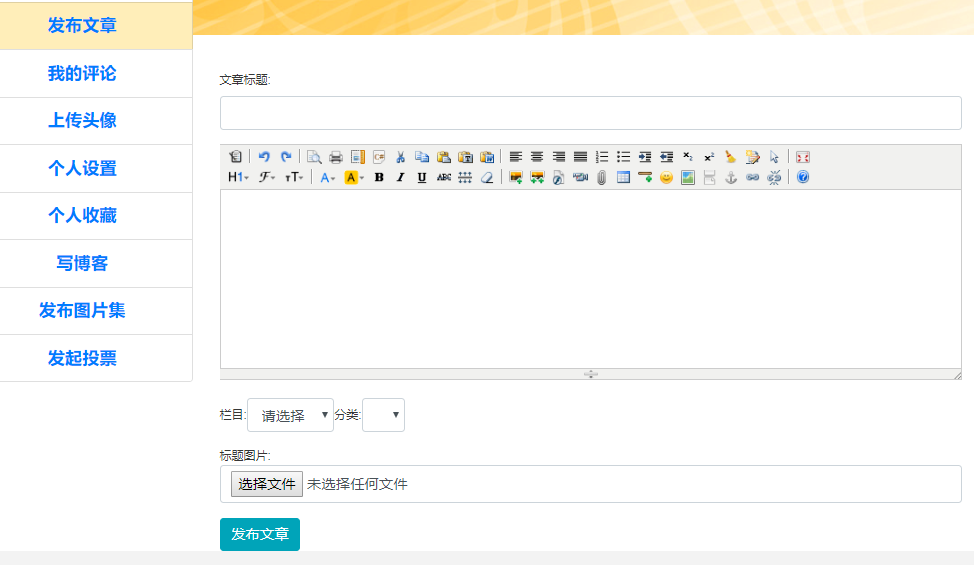 发布文章
我的评论
上传头像
个人设置
个人收藏
写博客
发布图片集
发起投票
文章标题:
H1 F тT A A B I U ABC
栏目: 请选择 分类:
标题图片:
选择文件 未选择任何文件
发布文章